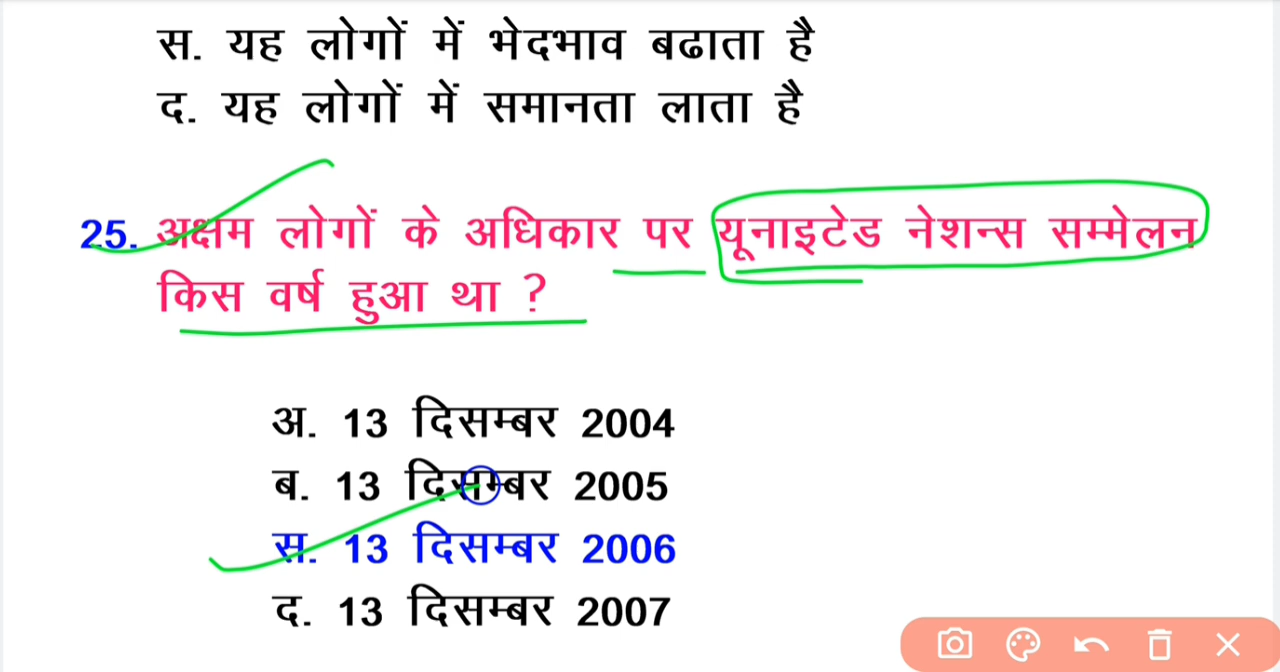 स. यह लोगों में भेदभाव बढाता है
द. यह लोगों में समानता लाता है
25. अक्षम लोगों के अधिकार पर यूनाइटेड नेशन्स सम्मेलन
किस वर्ष हुआ था ?
अ. 13 दिसम्बर 2004
ब. 13 दिसम्बर 2005
स. 13 दिसम्बर 2006
द. 13 दिसम्बर 2007